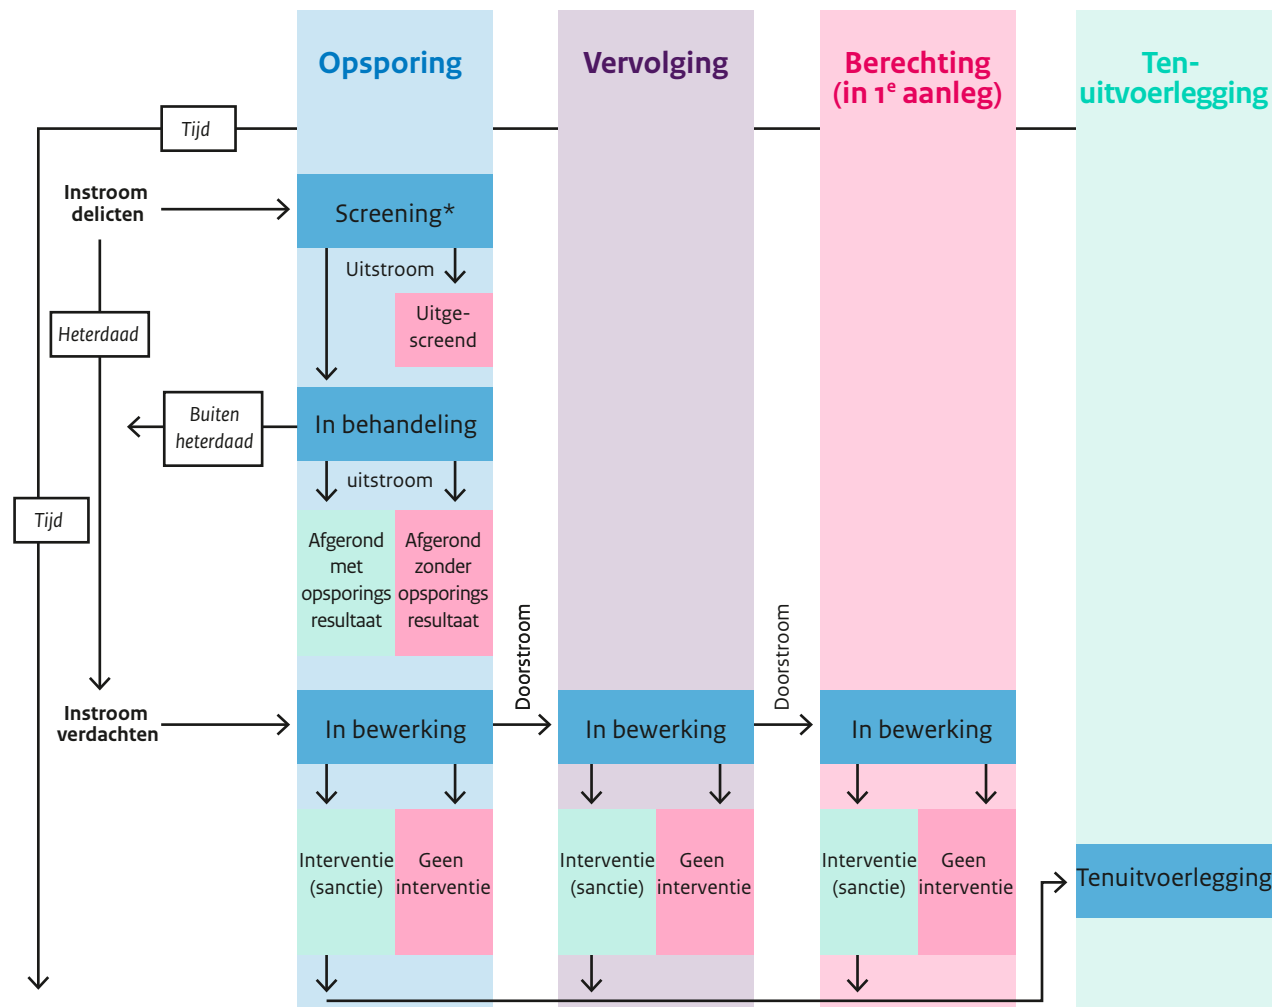 Opsporing
Vervolging
Berechting
(in 1e aanleg)
Ten-
uitvoerlegging
Tijd
Instroom
delicten
Screening*
Uitstroom
Uitge-
screend
Heterdaad
Buiten
heterdaad
In behandeling
uitstroom
Tijd
Afgerond
met
opsporings
resultaat
Afgerond
zonder
opsporings
resultaat
Doorstroom
Doorstroom
Instroom
verdachten
In bewerking
In bewerking
In bewerking
Interventie
(sanctie)
Geen
interventie
Interventie
(sanctie)
Geen
interventie
Interventie
(sanctie)
Geen
interventie
Tenuitvoerlegging